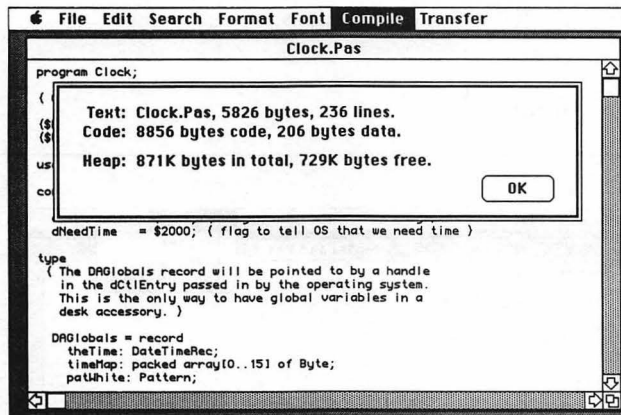 File Edit Search Format Font Compile Transfer
Clock.Pas
program Clock;
{
Text: Clock.Pas, 5826 bytes, 236 lines.
Code: 8856 bytes code, 206 bytes data.
Heap: 871K bytes in total, 729K bytes free.
OK
dNeedTime = $2000; { flag to tell OS that we need time }
type
{ The DAGlobals record will be pointed to by a handle
in the dCtlEntry passed in by the operating system.
This is the only way to have global variables in a
desk accessory. }
DAGlobals = record
theTime: DateTimeRec;
timeMap: packed array[0..15] of Byte;
patWhite: Pattern;